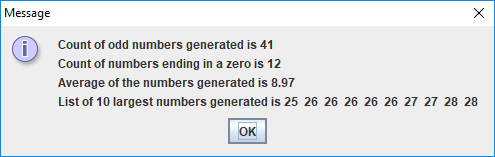 Message
Count of odd numbers generated is 41
Count of numbers ending in a zero is 12
Average of the numbers generated is 8.97
List of 10 largest numbers generated is 25 26 26 26 26 26 27 27 28 28
OK